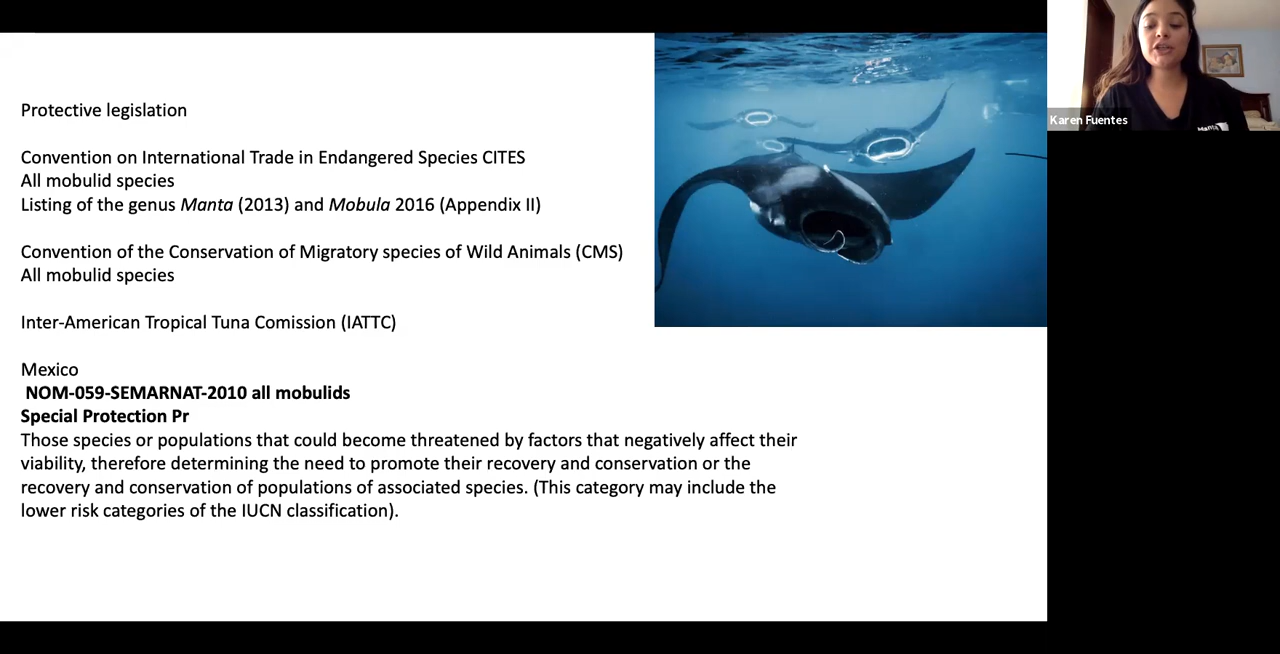 Protective legislation
Convention on International Trade in Endangered Species CITES
All mobulid species
Listing of the genus Manta (2013) and Mobula 2016 (Appendix II)
Convention of the Conservation of Migratory species of Wild Animals (CMS)
All mobulid species
Inter-American Tropical Tuna Comission (IATTC)
Mexico
NOM-059-SEMARNAT-2010 all mobulids
Special Protection Pr
Those species or populations that could become threatened by factors that negatively affect their
viability, therefore determining the need to promote their recovery and conservation or the
recovery and conservation of populations of associated species. (This category may include the
lower risk categories of the IUCN classification).
Karen Fuentes
Manta